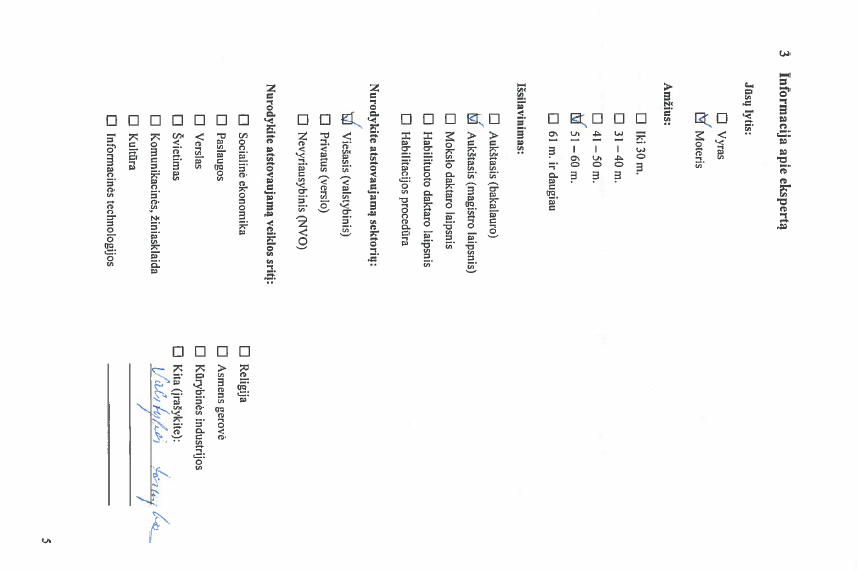 3 Informacija apie ekspertą
Jūsų lytis:
☐ Vyras
☑ Moteris
Amžius:
☐ Iki 30 m.
☐ 31 – 40 m.
☐ 41 – 50 m.
☑ 51 – 60 m.
☐ 61 m. ir daugiau
Išsilavinimas:
☐ Aukštasis (bakalauro)
☑ Aukštasis (magistro laipsnis)
☐ Mokslo daktaro laipsnis
☐ Habilituoto daktaro laipsnis
☐ Habilitacijos procedūra
Nurodykite atstovaujamą sektorių:
☑ Viešasis (valstybinis)
☐ Privatus (verslo)
☐ Nevyriausybinis (NVO)
Nurodykite atstovaujamą veiklos sritį:
☐ Socialinė ekonomika
☐ Paslaugos
☐ Verslas
☐ Švietimas
☐ Komunikacinės, žiniasklaida
☐ Kultūra
☐ Informacinės technologijos
☐ Religija
☐ Asmens gerovė
☐ Kūrybinės industrijos
☐ Kita (įrašykite):
5